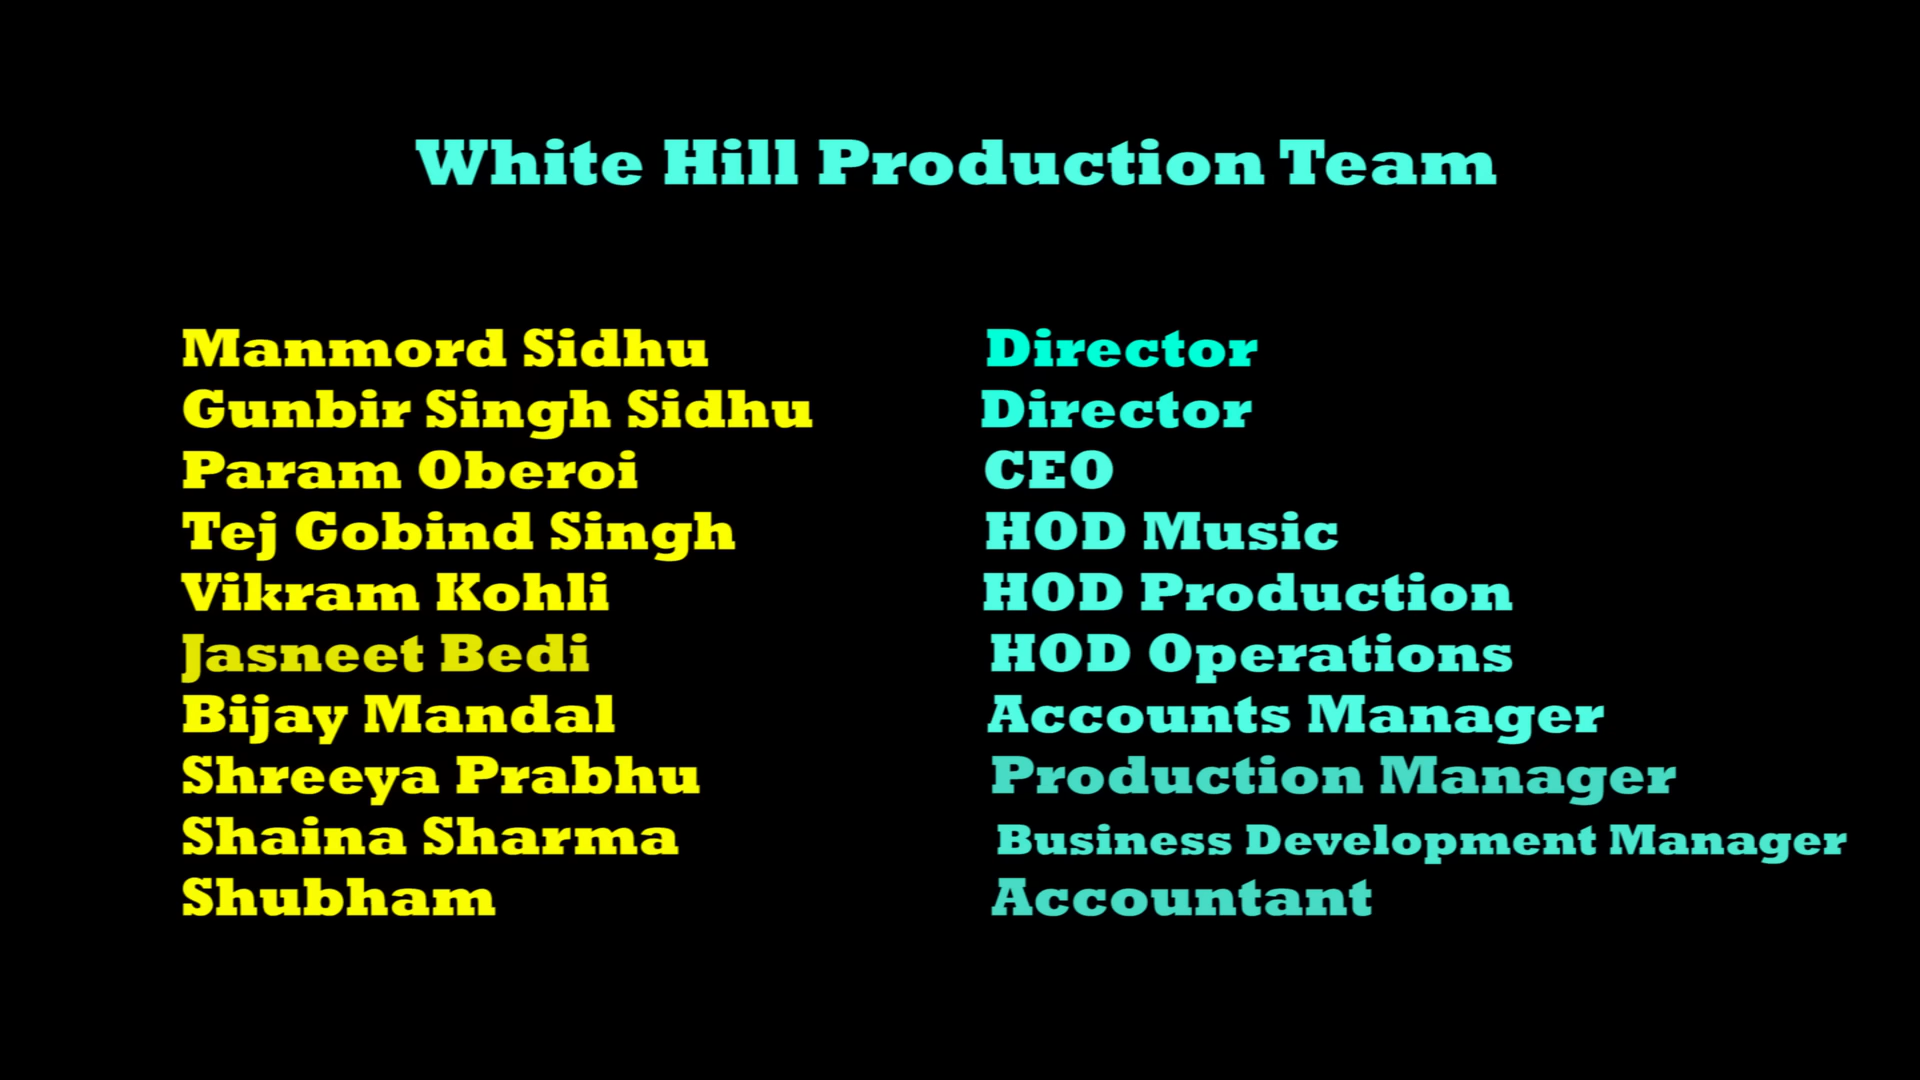 White Hill Production Team
Manmord Sidhu Director
Gunbir Singh Sidhu Director
Param Oberoi CEO
Tej Gobind Singh HOD Music
Vikram Kohli HOD Production
Jasneet Bedi HOD Operations
Bijay Mandal Accounts Manager
Shreeya Prabhu Production Manager
Shaina Sharma Business Development Manager
Shubham Accountant